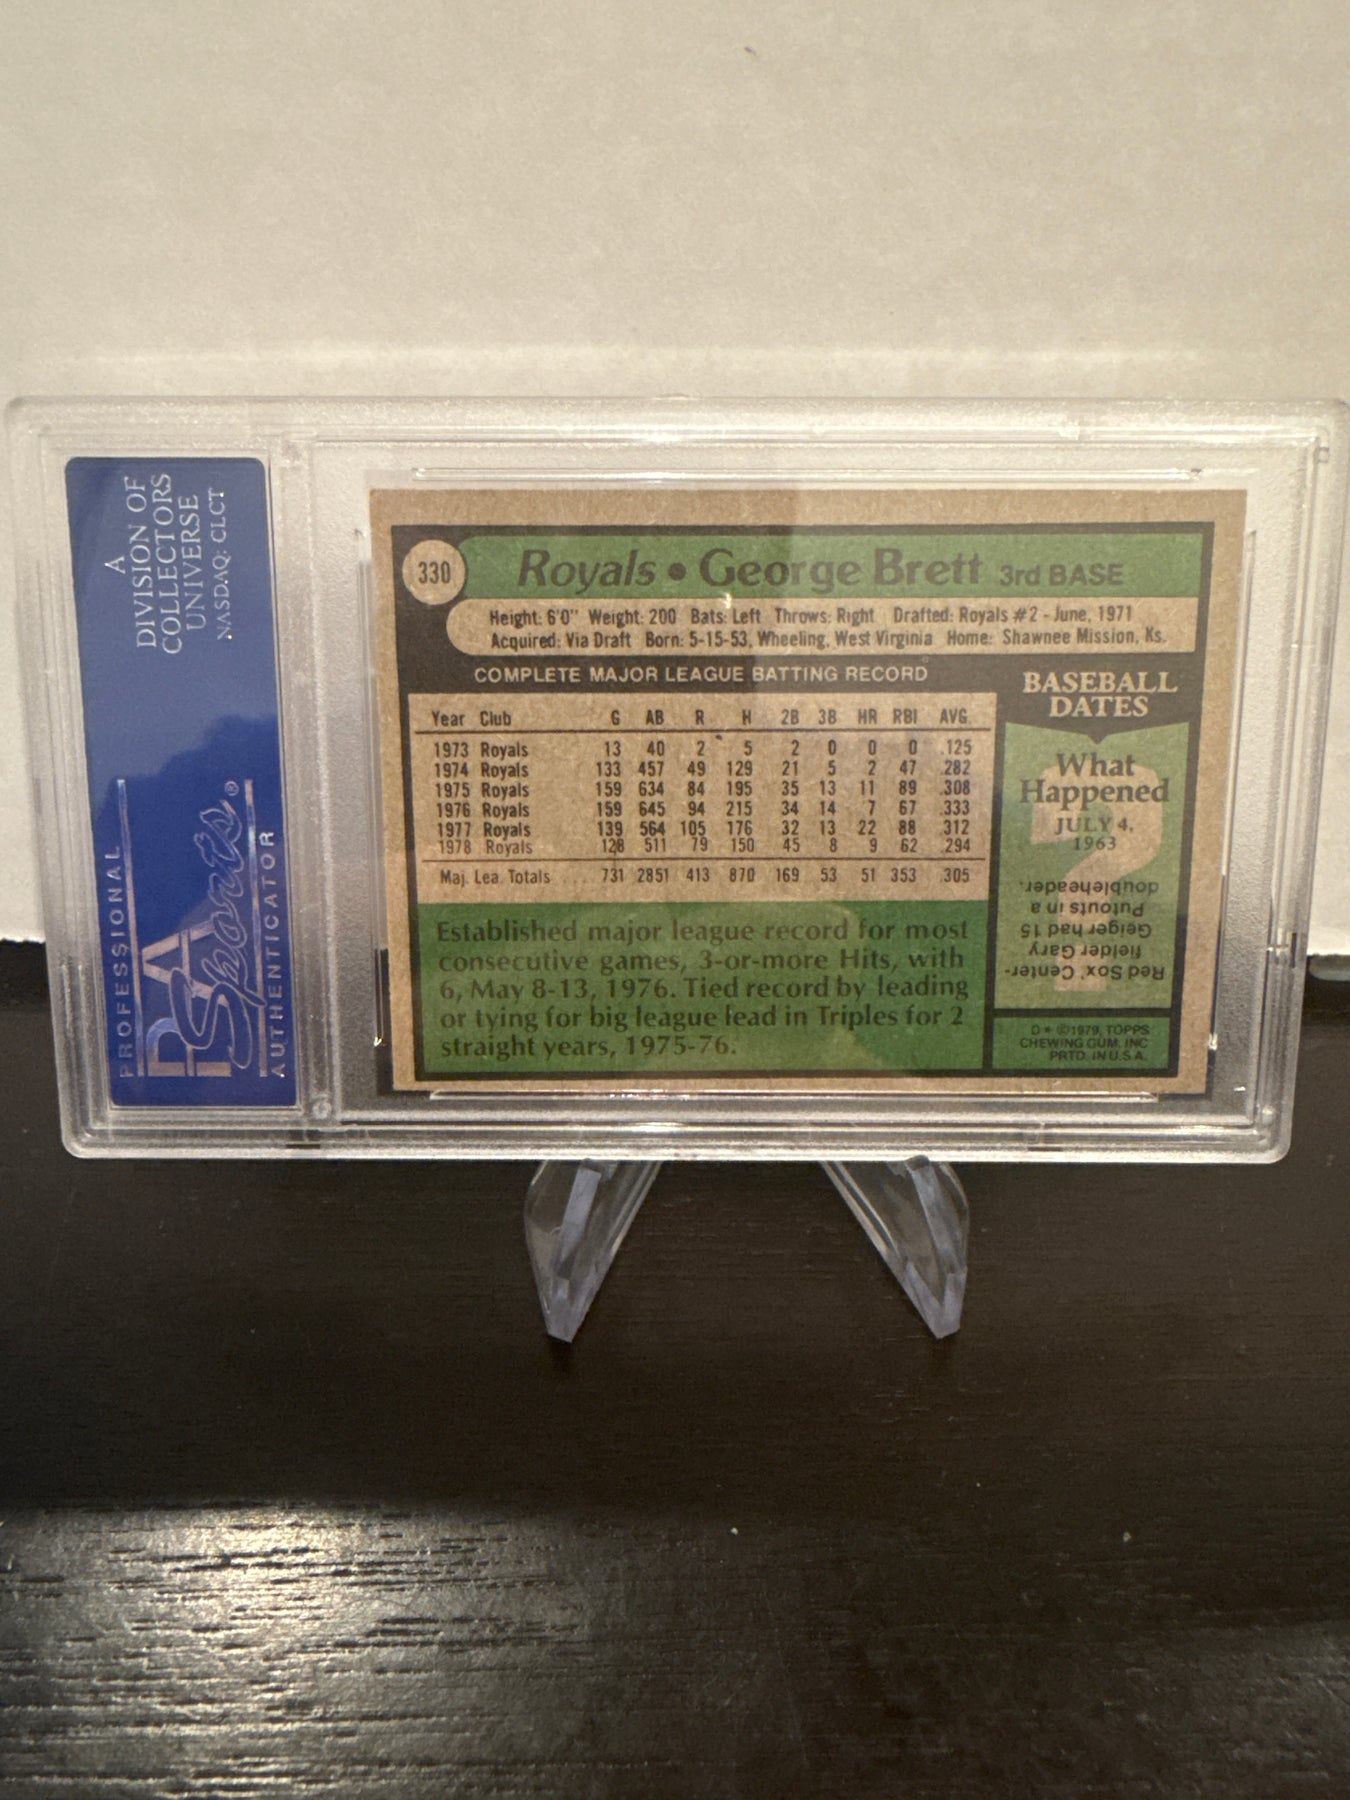 A
DIVISION OF
COLLECTORS
UNIVERSE
NASDAQ: CLCT
PROFESSIONAL
PSA
Sports®
AUTHENTICATOR
330
Royals • George Brett 3rd BASE
Height: 6'0" Weight: 200 Bats: Left Throws: Right Drafted: Royals #2 - June, 1971
Acquired: Via Draft Born: 5-15-53, Wheeling, West Virginia Home: Shawnee Mission, Ks.
COMPLETE MAJOR LEAGUE BATTING RECORD
Year Club G AB R H 2B 3B HR RBI AVG.
1973 Royals 13 40 2 5 2 0 0 0 .125
1974 Royals 133 457 49 129 21 5 2 47 .282
1975 Royals 159 634 84 195 35 13 11 89 .308
1976 Royals 159 645 94 215 34 14 7 67 .333
1977 Royals 139 564 105 176 32 13 22 88 .312
1978 Royals 128 511 79 150 45 8 9 62 .294
Maj. Lea. Totals .... 731 2851 413 870 169 53 51 353 .305
Established major league record for most
consecutive games, 3-or-more Hits, with
6, May 8-13, 1976. Tied record by leading
or tying for big league lead in Triples for 2
straight years, 1975-76.
BASEBALL
DATES
What
Happened
JULY 4,
1963
?
Red Sox' Center-
fielder Gary
Geiger had 15
Putouts in a
doubleheader.
D* ©1979, TOPPS
CHEWING GUM, INC
PRTD. IN U.S.A.